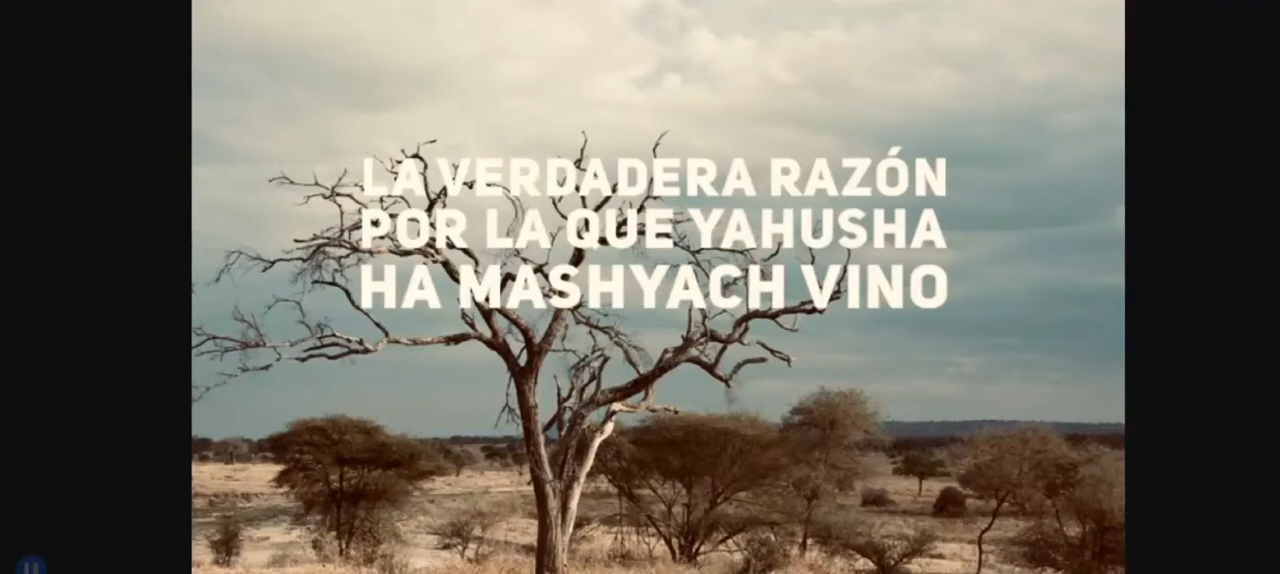 LA VERDADERA RAZÓN
POR LA QUE YAHUSHA
HA MASHYACH VINO